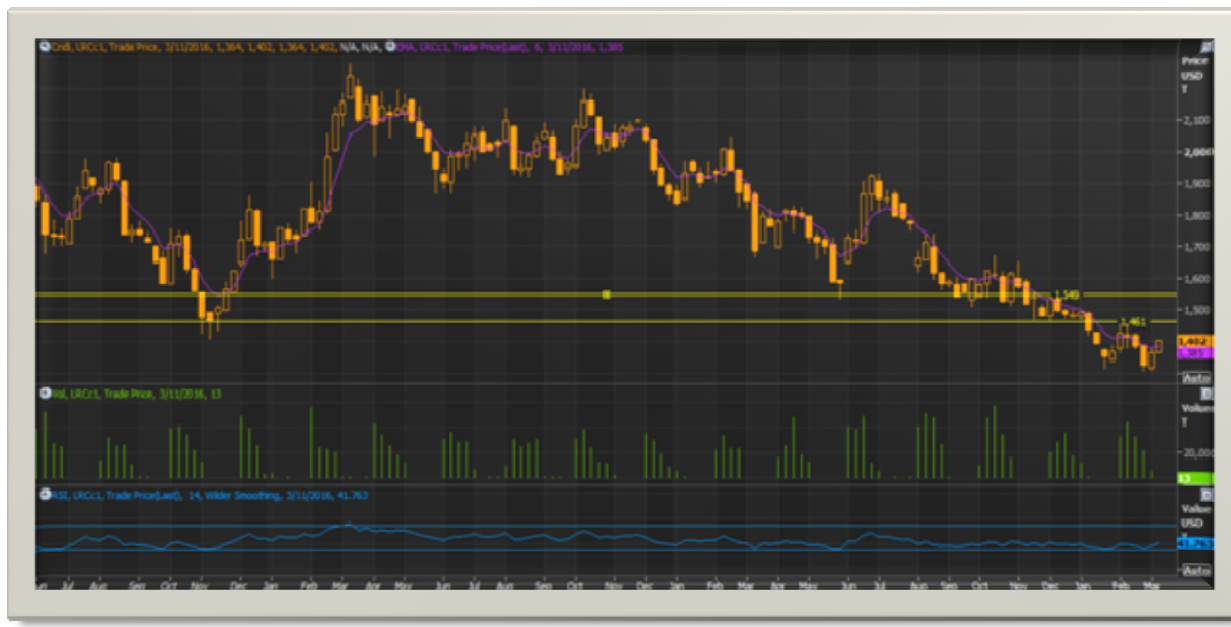 Cndl, LRCc1, Trade Price, 3/11/2016, 1,364, 1,402, 1,364, 1,402, N/A, N/A, EMA, LRCc1, Trade Price(Last), 6, 3/11/2016, 1,385
Price
USD
T
2,100
2,000
1,900
1,800
1,700
1,600
1,549
1,500
1,461
1,402
1,385
Auto
Vol, LRCc1, Trade Price, 3/11/2016, 13
Volume
T
20,000
13
RSI, LRCc1, Trade Price(Last), 14, Wilder Smoothing, 3/11/2016, 41.763
Value
USD
41.763
Auto
Jul Aug Sep Oct Nov Dec Jan Feb Mar Apr May Jun Jul Aug Sep Oct Nov Dec Jan Feb Mar Apr May Jun Jul Aug Sep Oct Nov Dec Jan Feb Mar